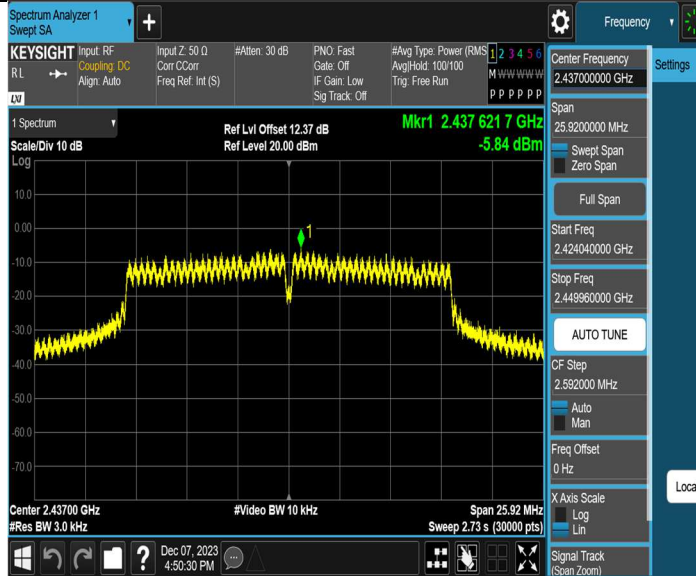 Spectrum Analyzer 1
Swept SA
+
Frequency
KEYSIGHT
RL
LXI
Input: RF
Coupling: DC
Align: Auto
Input Z: 50 Ω
Corr CCorr
Freq Ref: Int (S)
#Atten: 30 dB
PNO: Fast
Gate: Off
IF Gain: Low
Sig Track: Off
#Avg Type: Power (RMS
Avg|Hold: 100/100
Trig: Free Run
1 2 3 4 5 6
M W W W W W
P P P P P P
1 Spectrum
Scale/Div 10 dB
Ref Lvl Offset 12.37 dB
Ref Level 20.00 dBm
Mkr1 2.437 621 7 GHz
-5.84 dBm
Log
10.0
0.00
-10.0
-20.0
-30.0
-40.0
-50.0
-60.0
-70.0
1
Center 2.43700 GHz
#Res BW 3.0 kHz
#Video BW 10 kHz
Span 25.92 MHz
Sweep 2.73 s (30000 pts)
Center Frequency
2.437000000 GHz
Settings
Span
25.9200000 MHz
Swept Span
Zero Span
Full Span
Start Freq
2.424040000 GHz
Stop Freq
2.449960000 GHz
AUTO TUNE
CF Step
2.592000 MHz
Auto
Man
Freq Offset
0 Hz
X Axis Scale
Log
Lin
Loca
Signal Track
(Span Zoom)
?
Dec 07, 2023
4:50:30 PM